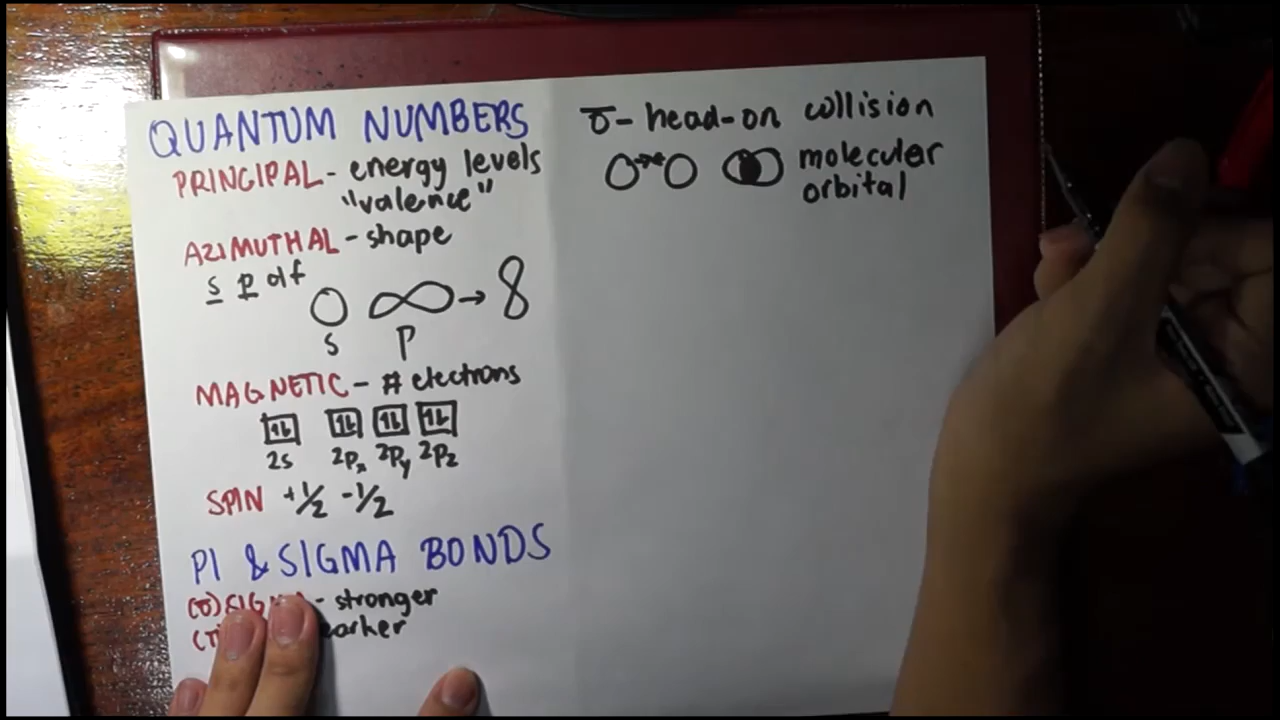 QUANTUM NUMBERS
PRINCIPAL - energy levels
"valence"
AZIMUTHAL - shape
s p d f
s p
MAGNETIC - # electrons
2s 2px 2py 2pz
SPIN +1/2 -1/2
PI & SIGMA BONDS
(σ) SIGMA - stronger
σ - head-on collision
molecular
orbital